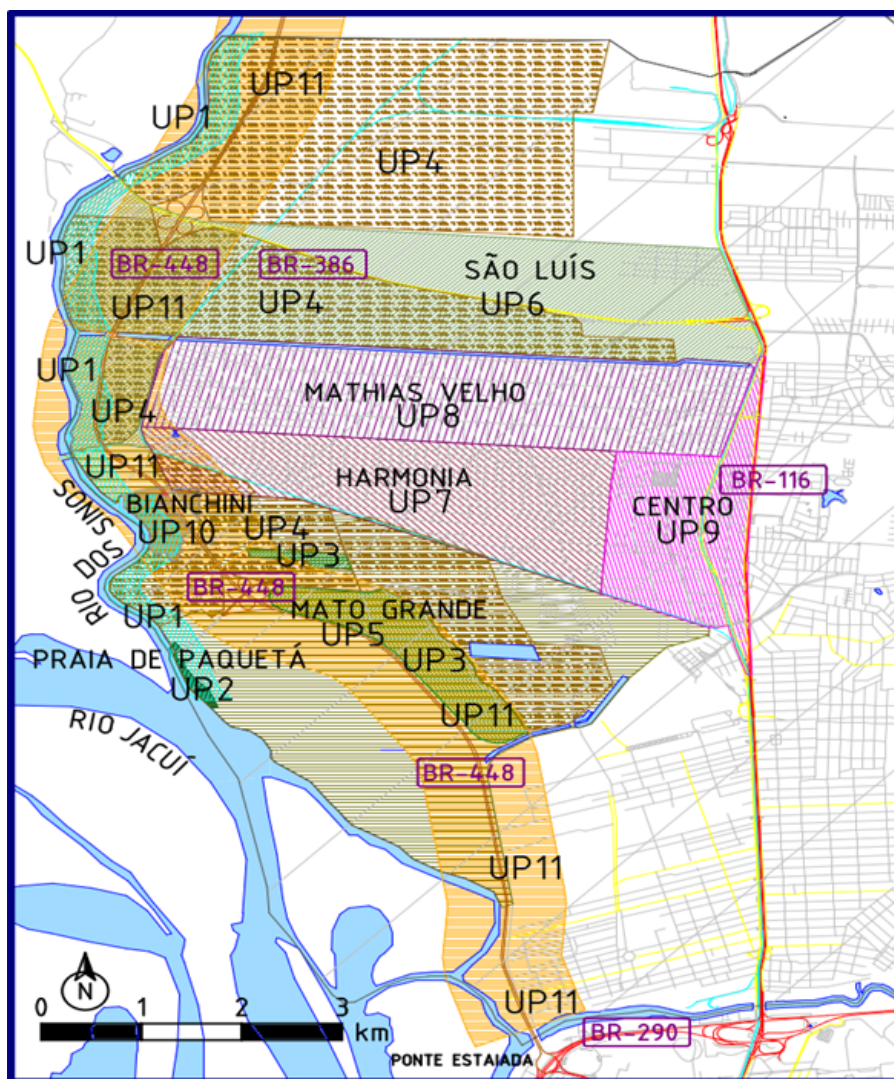 UP11
UP1
UP4
UP1
BR-448
BR-386
SÃO LUÍS
UP11
UP4
UP6
UP1
MATHIAS VELHO
UP8
UP4
UP11
HARMONIA
UP7
BR-116
CENTRO
UP9
BIANCHINI
UP10
UP4
UP3
RIO DOS SINOS
BR-448
MATO GRANDE
UP5
UP1
UP3
PRAIA DE PAQUETÁ
UP2
UP11
RIO JACUÍ
BR-448
UP11
UP11
N
0 1 2 3
km
BR-290
PONTE ESTAIADA